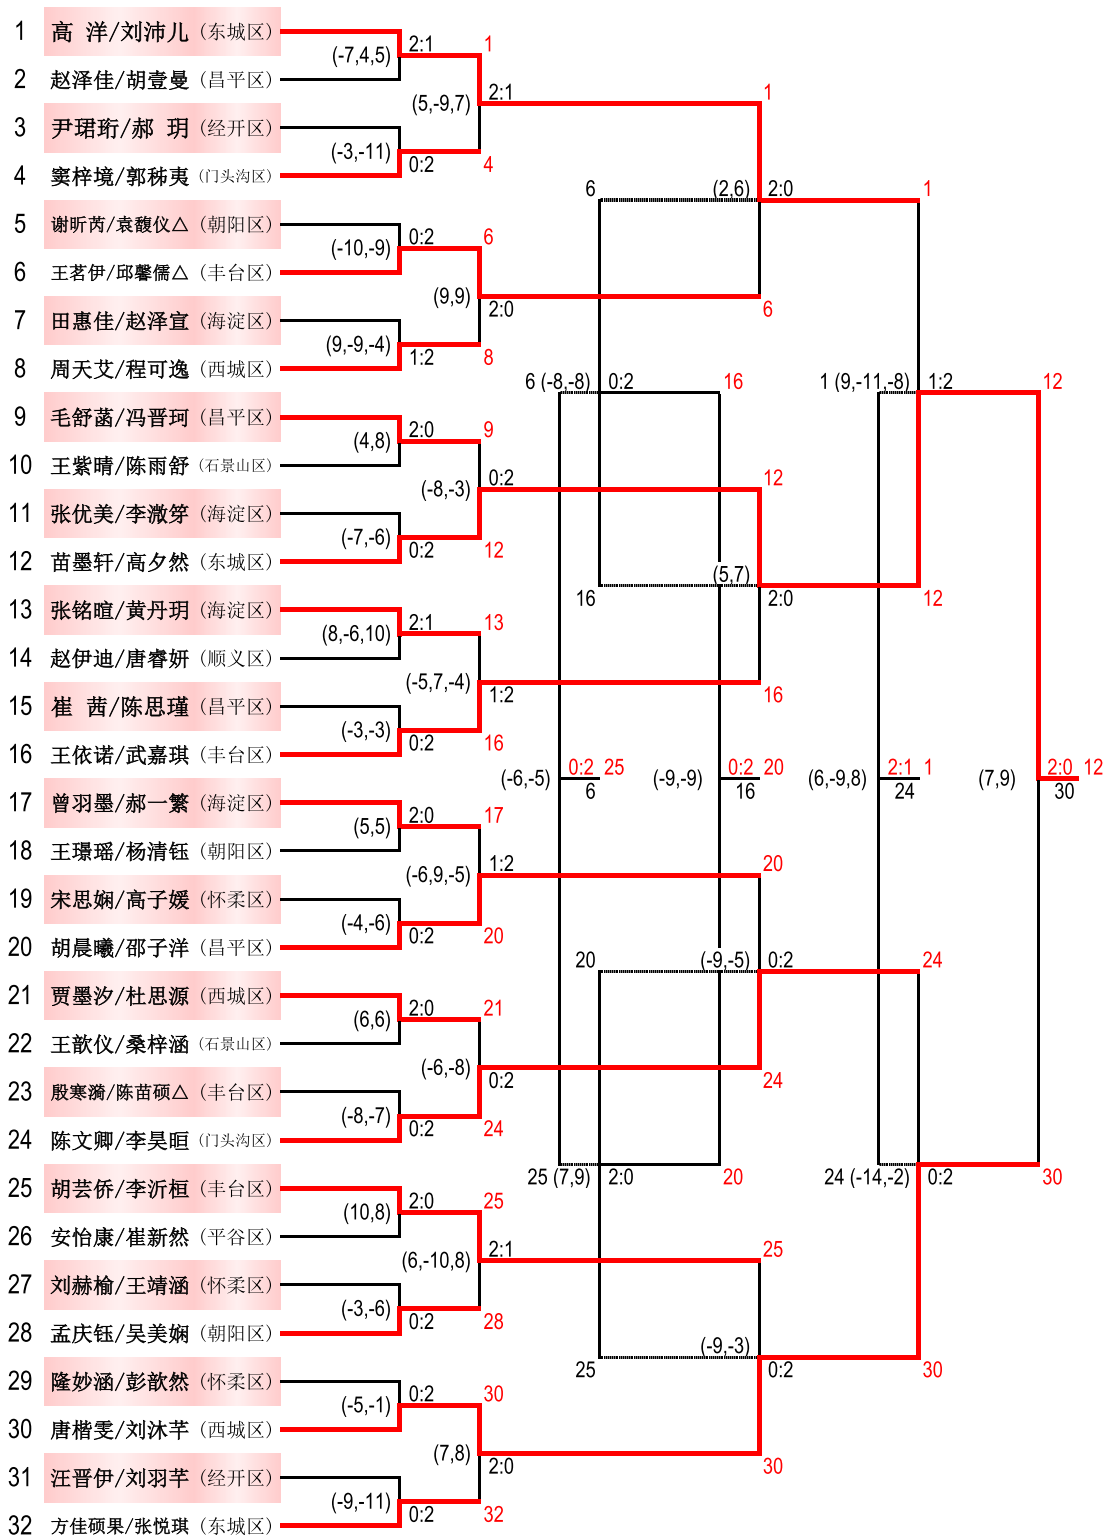 1 高 洋/刘沛儿（东城区）
2 赵泽佳/胡壹曼（昌平区）
3 尹珺珩/郝 玥（经开区）
4 窦梓境/郭秭夷（门头沟区）
5 谢昕芮/袁馥仪△（朝阳区）
6 王茗伊/邱馨儒△（丰台区）
7 田惠佳/赵泽宣（海淀区）
8 周天艾/程可逸（西城区）
9 毛舒菡/冯晋珂（昌平区）
10 王紫晴/陈雨舒（石景山区）
11 张优美/李溦笌（海淀区）
12 苗墨轩/高夕然（东城区）
13 张铭暄/黄丹玥（海淀区）
14 赵伊迪/唐睿妍（顺义区）
15 崔 茜/陈思瑾（昌平区）
16 王依诺/武嘉琪（丰台区）
17 曾羽墨/郝一繁（海淀区）
18 王璟瑶/杨清钰（朝阳区）
19 宋思娴/高子媛（怀柔区）
20 胡晨曦/邵子洋（昌平区）
21 贾墨汐/杜思源（西城区）
22 王歆仪/桑梓涵（石景山区）
23 殷寒漪/陈苗硕△（丰台区）
24 陈文卿/李昊晅（门头沟区）
25 胡芸侨/李沂桓（丰台区）
26 安怡康/崔新然（平谷区）
27 刘赫榆/王靖涵（怀柔区）
28 孟庆钰/吴美娴（朝阳区）
29 隆妙涵/彭歆然（怀柔区）
30 唐楷雯/刘沐芊（西城区）
31 汪晋伊/刘羽芊（经开区）
32 方佳硕果/张悦琪（东城区）
(-7,4,5) 2:1 1
(-3,-11) 0:2 4
(-10,-9) 0:2 6
(9,-9,-4) 1:2 8
(4,8) 2:0 9
(-7,-6) 0:2 12
(8,-6,10) 2:1 13
(-3,-3) 0:2 16
(5,5) 2:0 17
(-4,-6) 0:2 20
(6,6) 2:0 21
(-8,-7) 0:2 24
(10,8) 2:0 25
(-3,-6) 0:2 28
(-5,-1) 0:2 30
(-9,-11) 0:2 32
(5,-9,7) 2:1 1
(9,9) 2:0 6
(-8,-3) 0:2 12
(-5,7,-4) 1:2 16
(-6,9,-5) 1:2 20
(-6,-8) 0:2 24
(6,-10,8) 2:1 25
(7,8) 2:0 30
6 (2,6) 2:0 1
16 (5,7) 2:0 12
20 (-9,-5) 0:2 24
25 (-9,-3) 0:2 30
6 (-8,-8) 0:2 16
25 (7,9) 2:0 20
(-6,-5) 0:2 25
6
(-9,-9) 0:2 20
16
1 (9,-11,-8) 1:2 12
24 (-14,-2) 0:2 30
(6,-9,8) 2:1 1
24
(7,9) 2:0 12
30